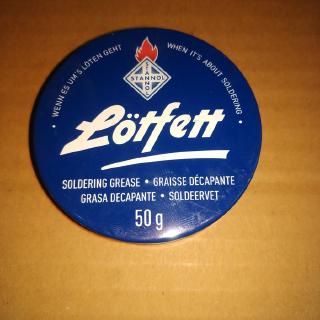 WENN ES UM'S LÖTEN GEHT · WHEN IT'S ABOUT SOLDERING ·
STANNOL
STANNOL
Lötfett
SOLDERING GREASE • GRAISSE DÉCAPANTE
GRASA DECAPANTE • SOLDEERVET
50 g